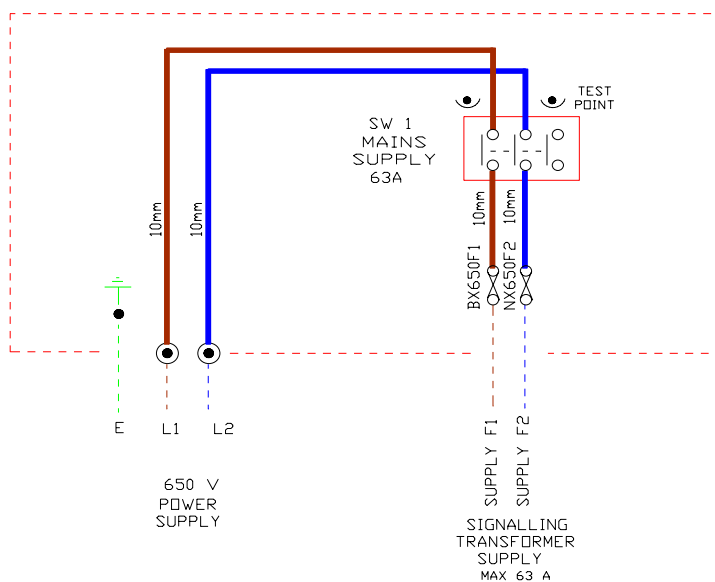 TEST
POINT
SW 1
MAINS
SUPPLY
63A
10mm
10mm
10mm
10mm
BX650F1
NX650F2
E
L1
L2
SUPPLY F1
SUPPLY F2
650 V
POWER
SUPPLY
SIGNALLING
TRANSFORMER
SUPPLY
MAX 63 A